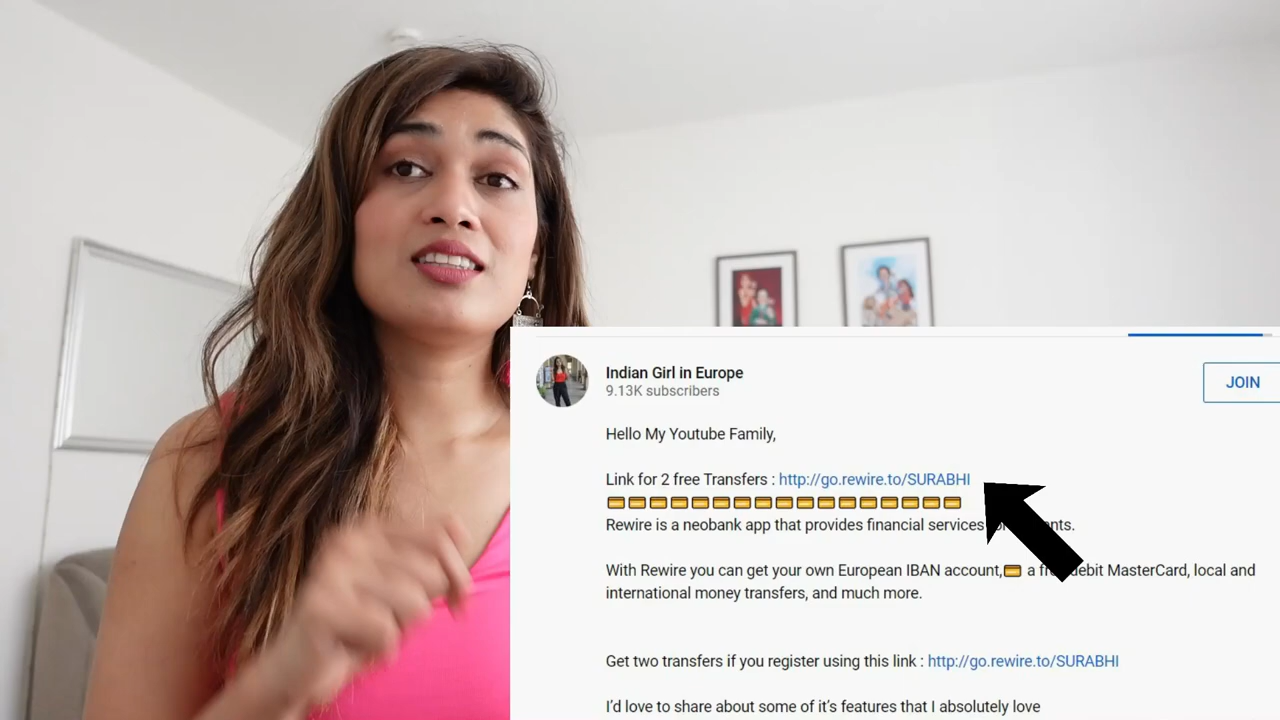 Indian Girl in Europe
9.13K subscribers
JOIN
Hello My Youtube Family,
Link for 2 free Transfers : http://go.rewire.to/SURABHI
Rewire is a neobank app that provides financial services
With Rewire you can get your own European IBAN account,💳 a debit MasterCard, local and
international money transfers, and much more.
Get two transfers if you register using this link : http://go.rewire.to/SURABHI
I'd love to share about some of it's features that I absolutely love